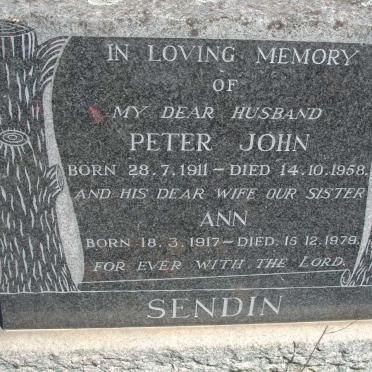 IN LOVING MEMORY
OF
MY DEAR HUSBAND
PETER JOHN
BORN 28.7.1911 – DIED 14.10.1958.
AND HIS DEAR WIFE OUR SISTER
ANN
BORN 18.3.1917 – DIED. 15 12.1979.
FOR EVER WITH THE LORD.
SENDIN